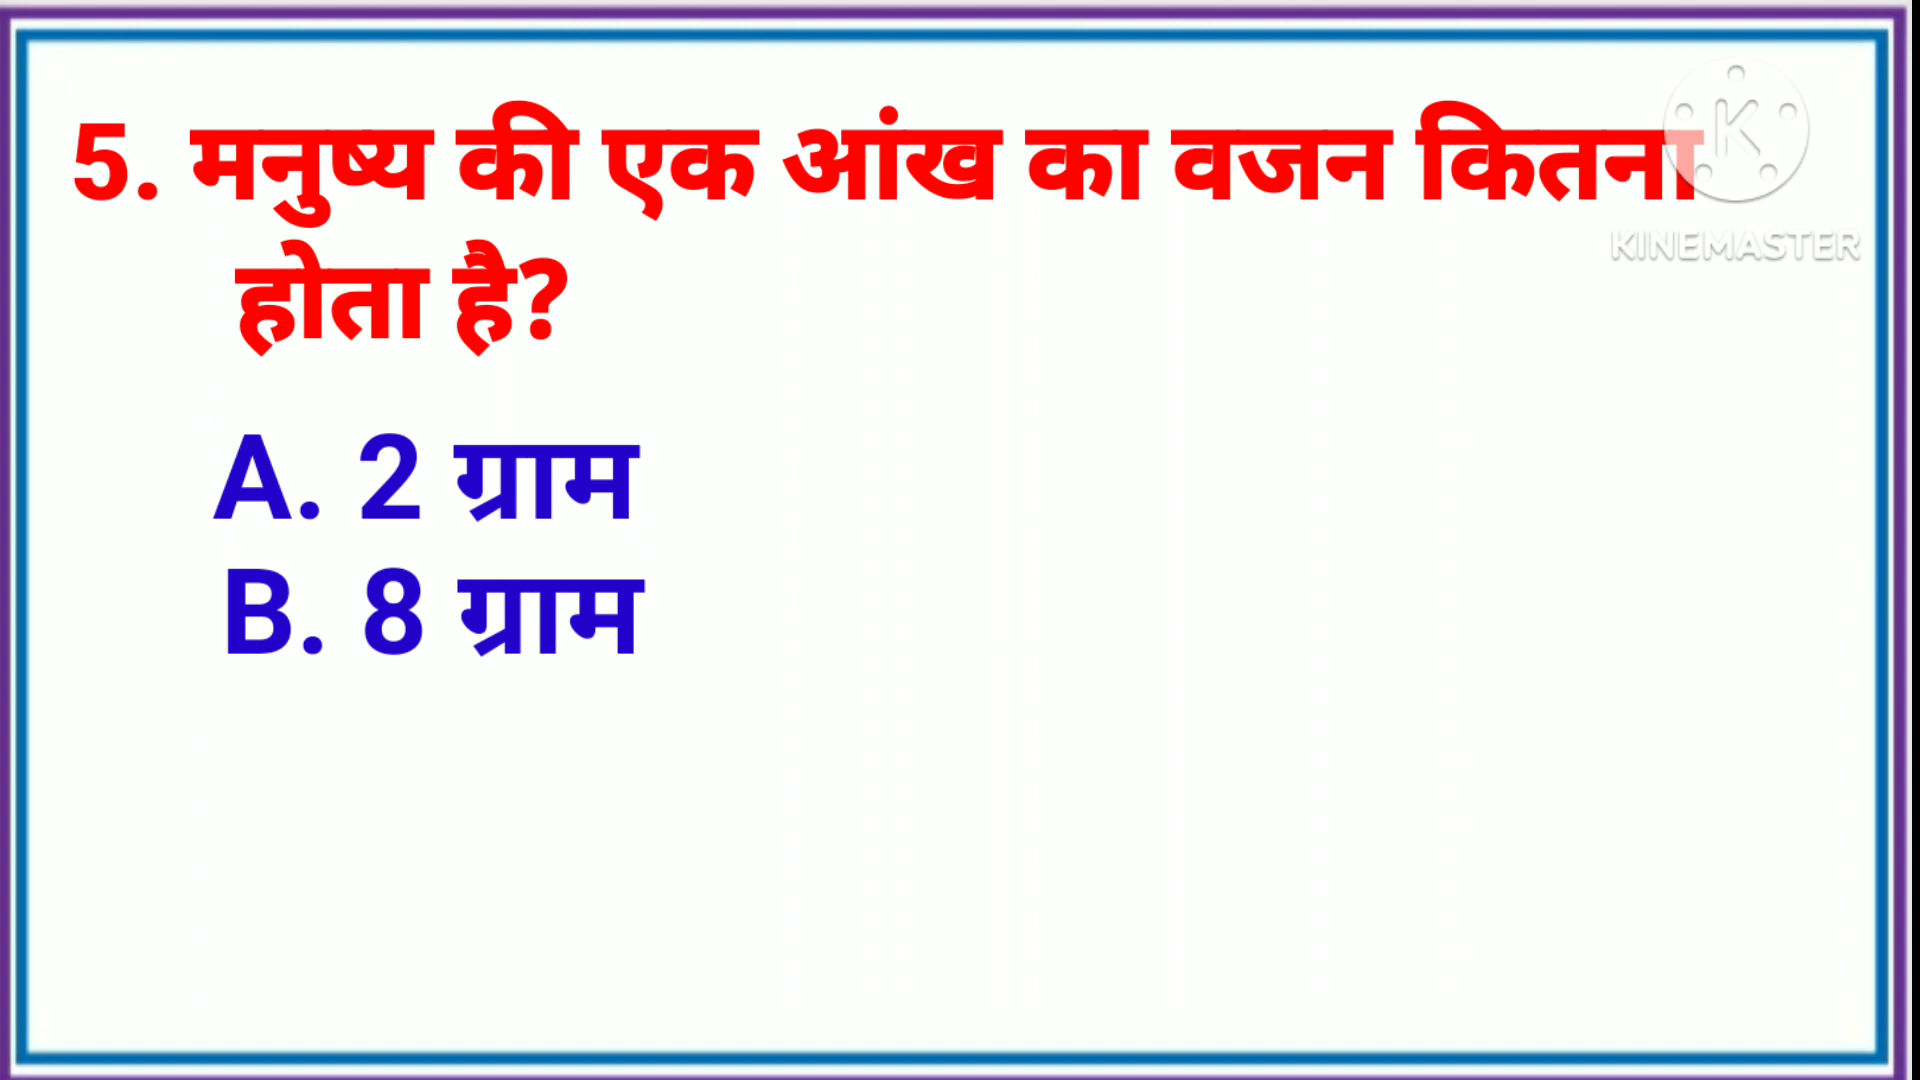 5. मनुष्य की एक आंख का वजन कितना
होता है?
KINEMASTER
A. 2 ग्राम
B. 8 ग्राम